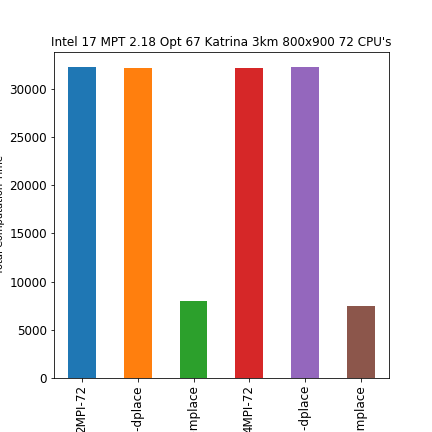 Intel 17 MPT 2.18 Opt 67 Katrina 3km 800x900 72 CPU's
30000
25000
20000
15000
10000
5000
0
2MPI-72
-dplace
mplace
4MPI-72
-dplace
mplace